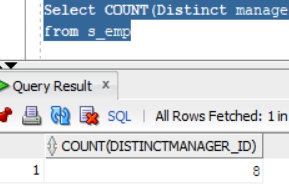 Select COUNT(Distinct manage
from s_emp
Query Result x
SQL | All Rows Fetched: 1 in
COUNT(DISTINCTMANAGER_ID)
1 8